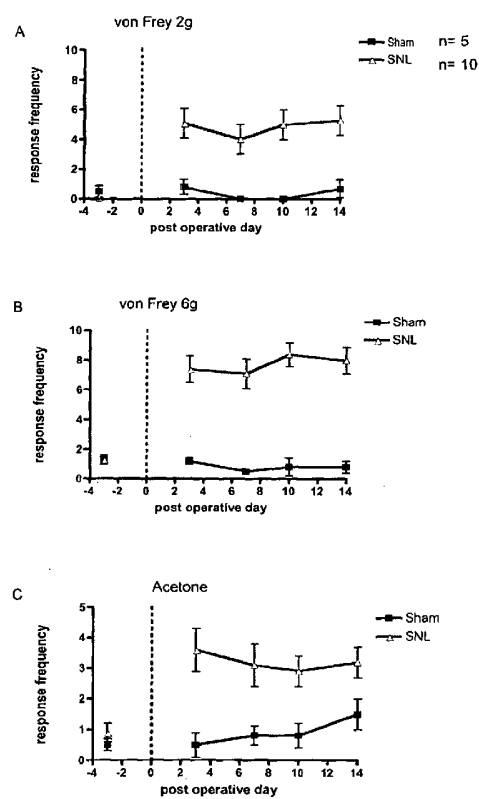 A
von Frey 2g
Sham n= 5
SNL n= 10
response frequency
10
8
6
4
2
0
-4 -2 0 2 4 6 8 10 12 14
post operative day
B
von Frey 6g
Sham
SNL
response frequency
10
8
6
4
2
0
-4 -2 0 2 4 6 8 10 12 14
post operative day
C
Acetone
Sham
SNL
response frequency
5
4
3
2
1
0
-4 -2 0 2 4 6 8 10 12 14
post operative day